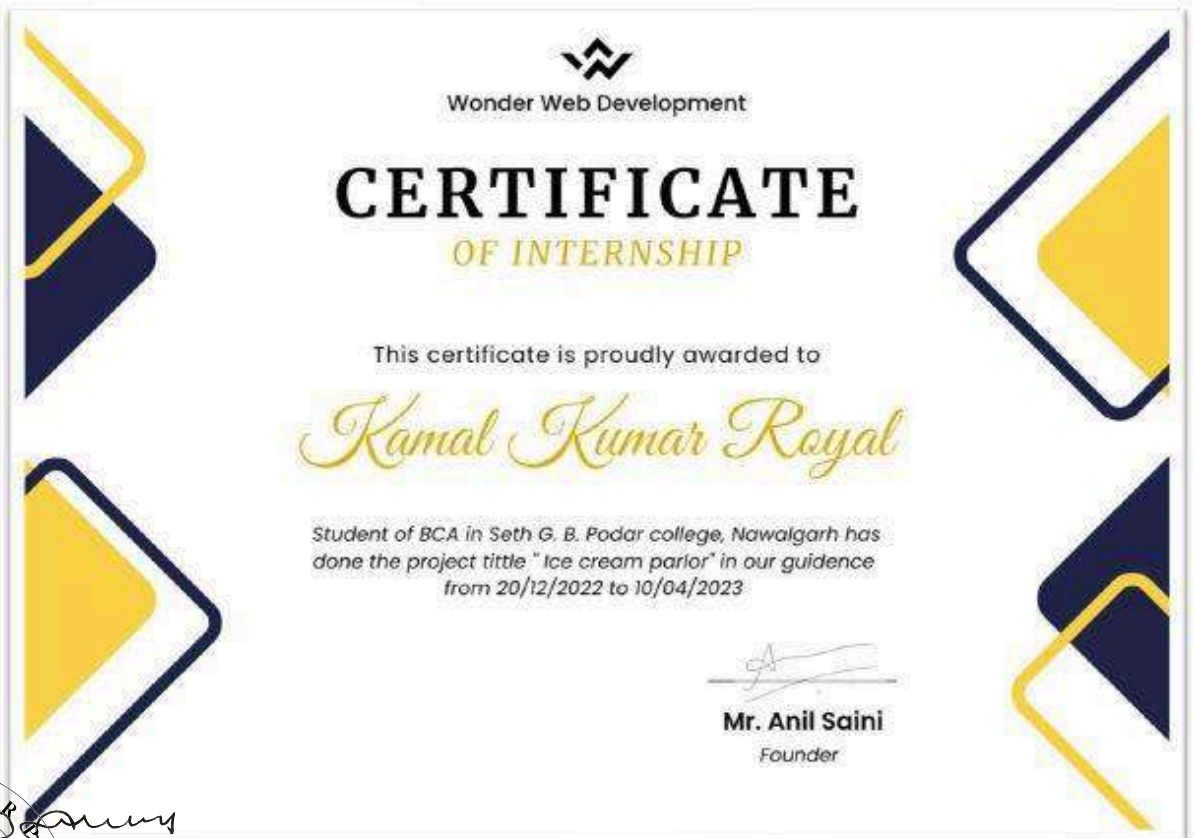 Wonder Web Development
CERTIFICATE
OF INTERNSHIP
This certificate is proudly awarded to
Kamal Kumar Royal
Student of BCA in Seth G. B. Podar college, Nawalgarh has
done the project tittle " Ice cream parlor" in our guidence
from 20/12/2022 to 10/04/2023
Mr. Anil Saini
Founder